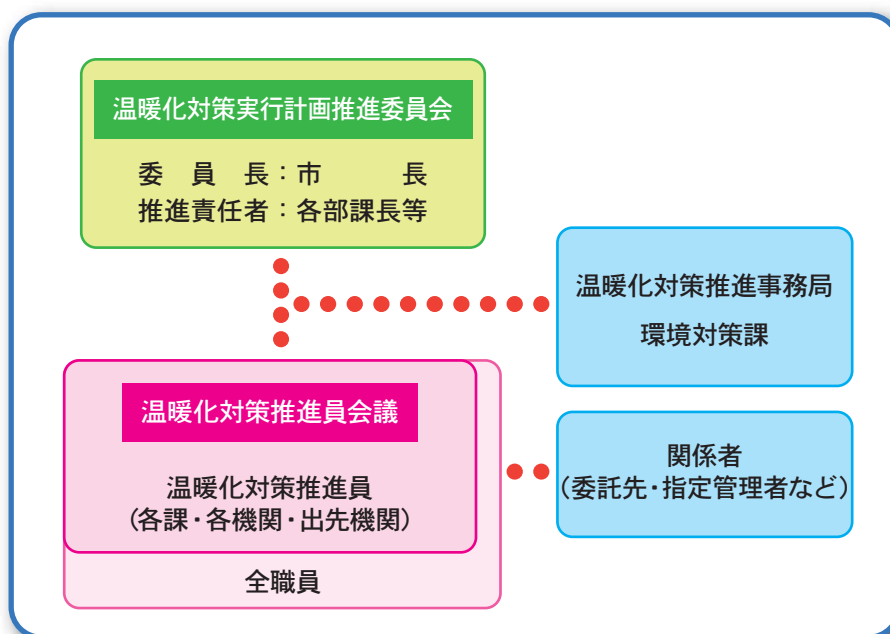 温暖化対策実行計画推進委員会
委員長：市長
推進責任者：各部課長等
温暖化対策推進事務局
環境対策課
温暖化対策推進員会議
温暖化対策推進員
（各課・各機関・出先機関）
全職員
関係者
（委託先・指定管理者など）